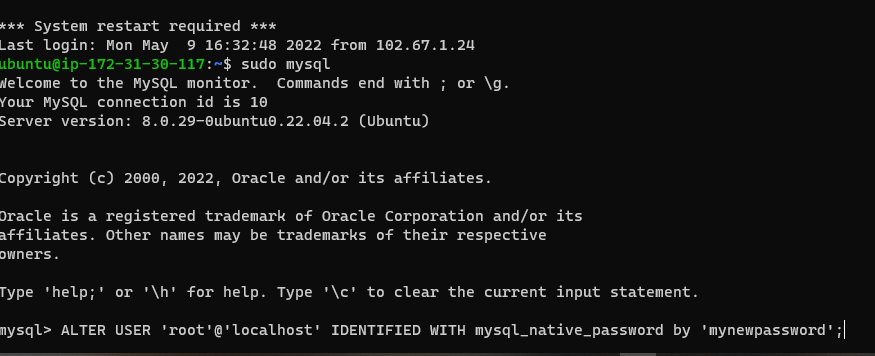 *** System restart required ***
Last login: Mon May  9 16:32:48 2022 from 102.67.1.24
ubuntu@ip-172-31-30-117:~$ sudo mysql
Welcome to the MySQL monitor.  Commands end with ; or \g.
Your MySQL connection id is 10
Server version: 8.0.29-0ubuntu0.22.04.2 (Ubuntu)
Copyright (c) 2000, 2022, Oracle and/or its affiliates.
Oracle is a registered trademark of Oracle Corporation and/or its
affiliates. Other names may be trademarks of their respective
owners.
Type 'help;' or '\h' for help. Type '\c' to clear the current input statement.
mysql> ALTER USER 'root'@'localhost' IDENTIFIED WITH mysql_native_password by 'mynewpassword';